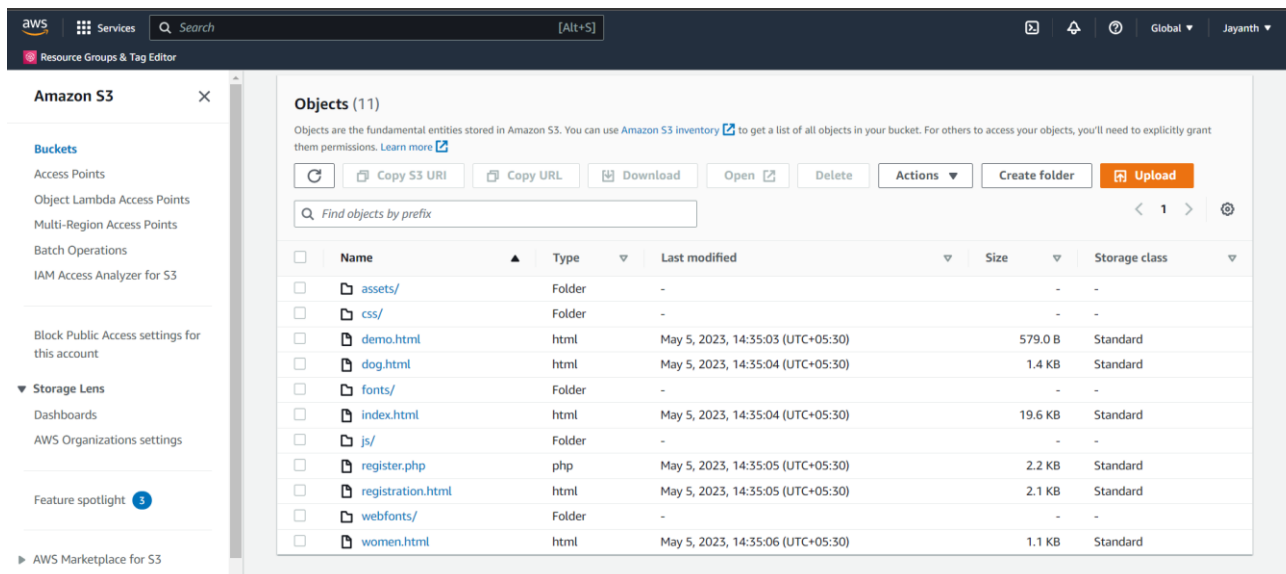 aws Services Search [Alt+S] Global Jayanth
Resource Groups & Tag Editor
Amazon S3
Buckets
Access Points
Object Lambda Access Points
Multi-Region Access Points
Batch Operations
IAM Access Analyzer for S3
Block Public Access settings for
this account
Storage Lens
Dashboards
AWS Organizations settings
Feature spotlight 3
AWS Marketplace for S3
Objects (11)
Objects are the fundamental entities stored in Amazon S3. You can use Amazon S3 inventory to get a list of all objects in your bucket. For others to access your objects, you'll need to explicitly grant
them permissions. Learn more
Copy S3 URI Copy URL Download Open Delete Actions Create folder Upload
Find objects by prefix 1
Name Type Last modified Size Storage class
assets/ Folder - - -
css/ Folder - - -
demo.html html May 5, 2023, 14:35:03 (UTC+05:30) 579.0 B Standard
dog.html html May 5, 2023, 14:35:04 (UTC+05:30) 1.4 KB Standard
fonts/ Folder - - -
index.html html May 5, 2023, 14:35:04 (UTC+05:30) 19.6 KB Standard
js/ Folder - - -
register.php php May 5, 2023, 14:35:05 (UTC+05:30) 2.2 KB Standard
registration.html html May 5, 2023, 14:35:05 (UTC+05:30) 2.1 KB Standard
webfonts/ Folder - - -
women.html html May 5, 2023, 14:35:06 (UTC+05:30) 1.1 KB Standard